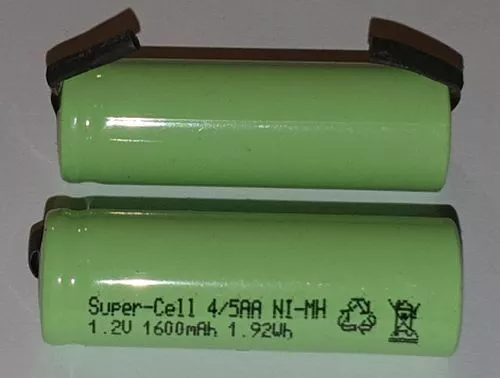 Super-Cell 4/5AA NI-MH
1.2V 1600mAh 1.92Wh